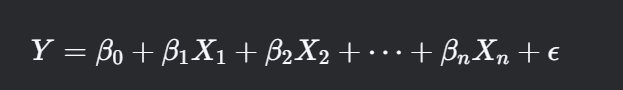 Y = β₀ + β₁X₁ + β₂X₂ + ⋯ + βₙXₙ + ϵ